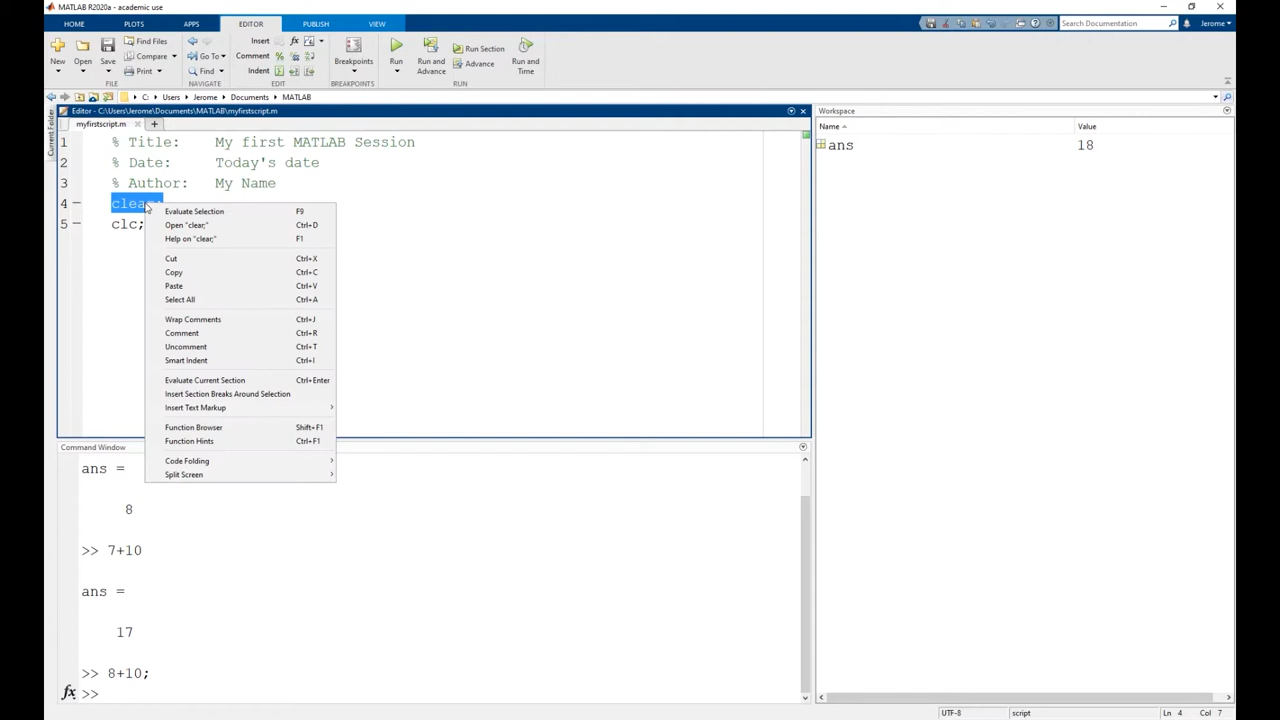 MATLAB R2020a - academic use
HOME PLOTS APPS EDITOR PUBLISH VIEW
Search Documentation
Jerome
New Open Save
Find Files
Compare
Print
FILE
Go To
Find
NAVIGATE
Insert
Comment
Indent
EDIT
Breakpoints
BREAKPOINTS
Run
Run and Advance
Run Section
Advance
Run and Time
RUN
C: Users Jerome Documents MATLAB
Current Folder
Editor - C:\Users\Jerome\Documents\MATLAB\myfirstscript.m
myfirstscript.m
1 % Title: My first MATLAB Session
2 % Date: Today's date
3 % Author: My Name
4 clear;
5 clc;
Evaluate Selection F9
Open "clear;" Ctrl+D
Help on "clear;" F1
Cut Ctrl+X
Copy Ctrl+C
Paste Ctrl+V
Select All Ctrl+A
Wrap Comments Ctrl+J
Comment Ctrl+R
Uncomment Ctrl+T
Smart Indent Ctrl+I
Evaluate Current Section Ctrl+Enter
Insert Section Breaks Around Selection
Insert Text Markup
Function Browser Shift+F1
Function Hints Ctrl+F1
Code Folding
Split Screen
Command Window
ans =
8
>> 7+10
ans =
17
>> 8+10;
fx >>
Workspace
Name Value
ans 18
UTF-8 script Ln 4 Col 7